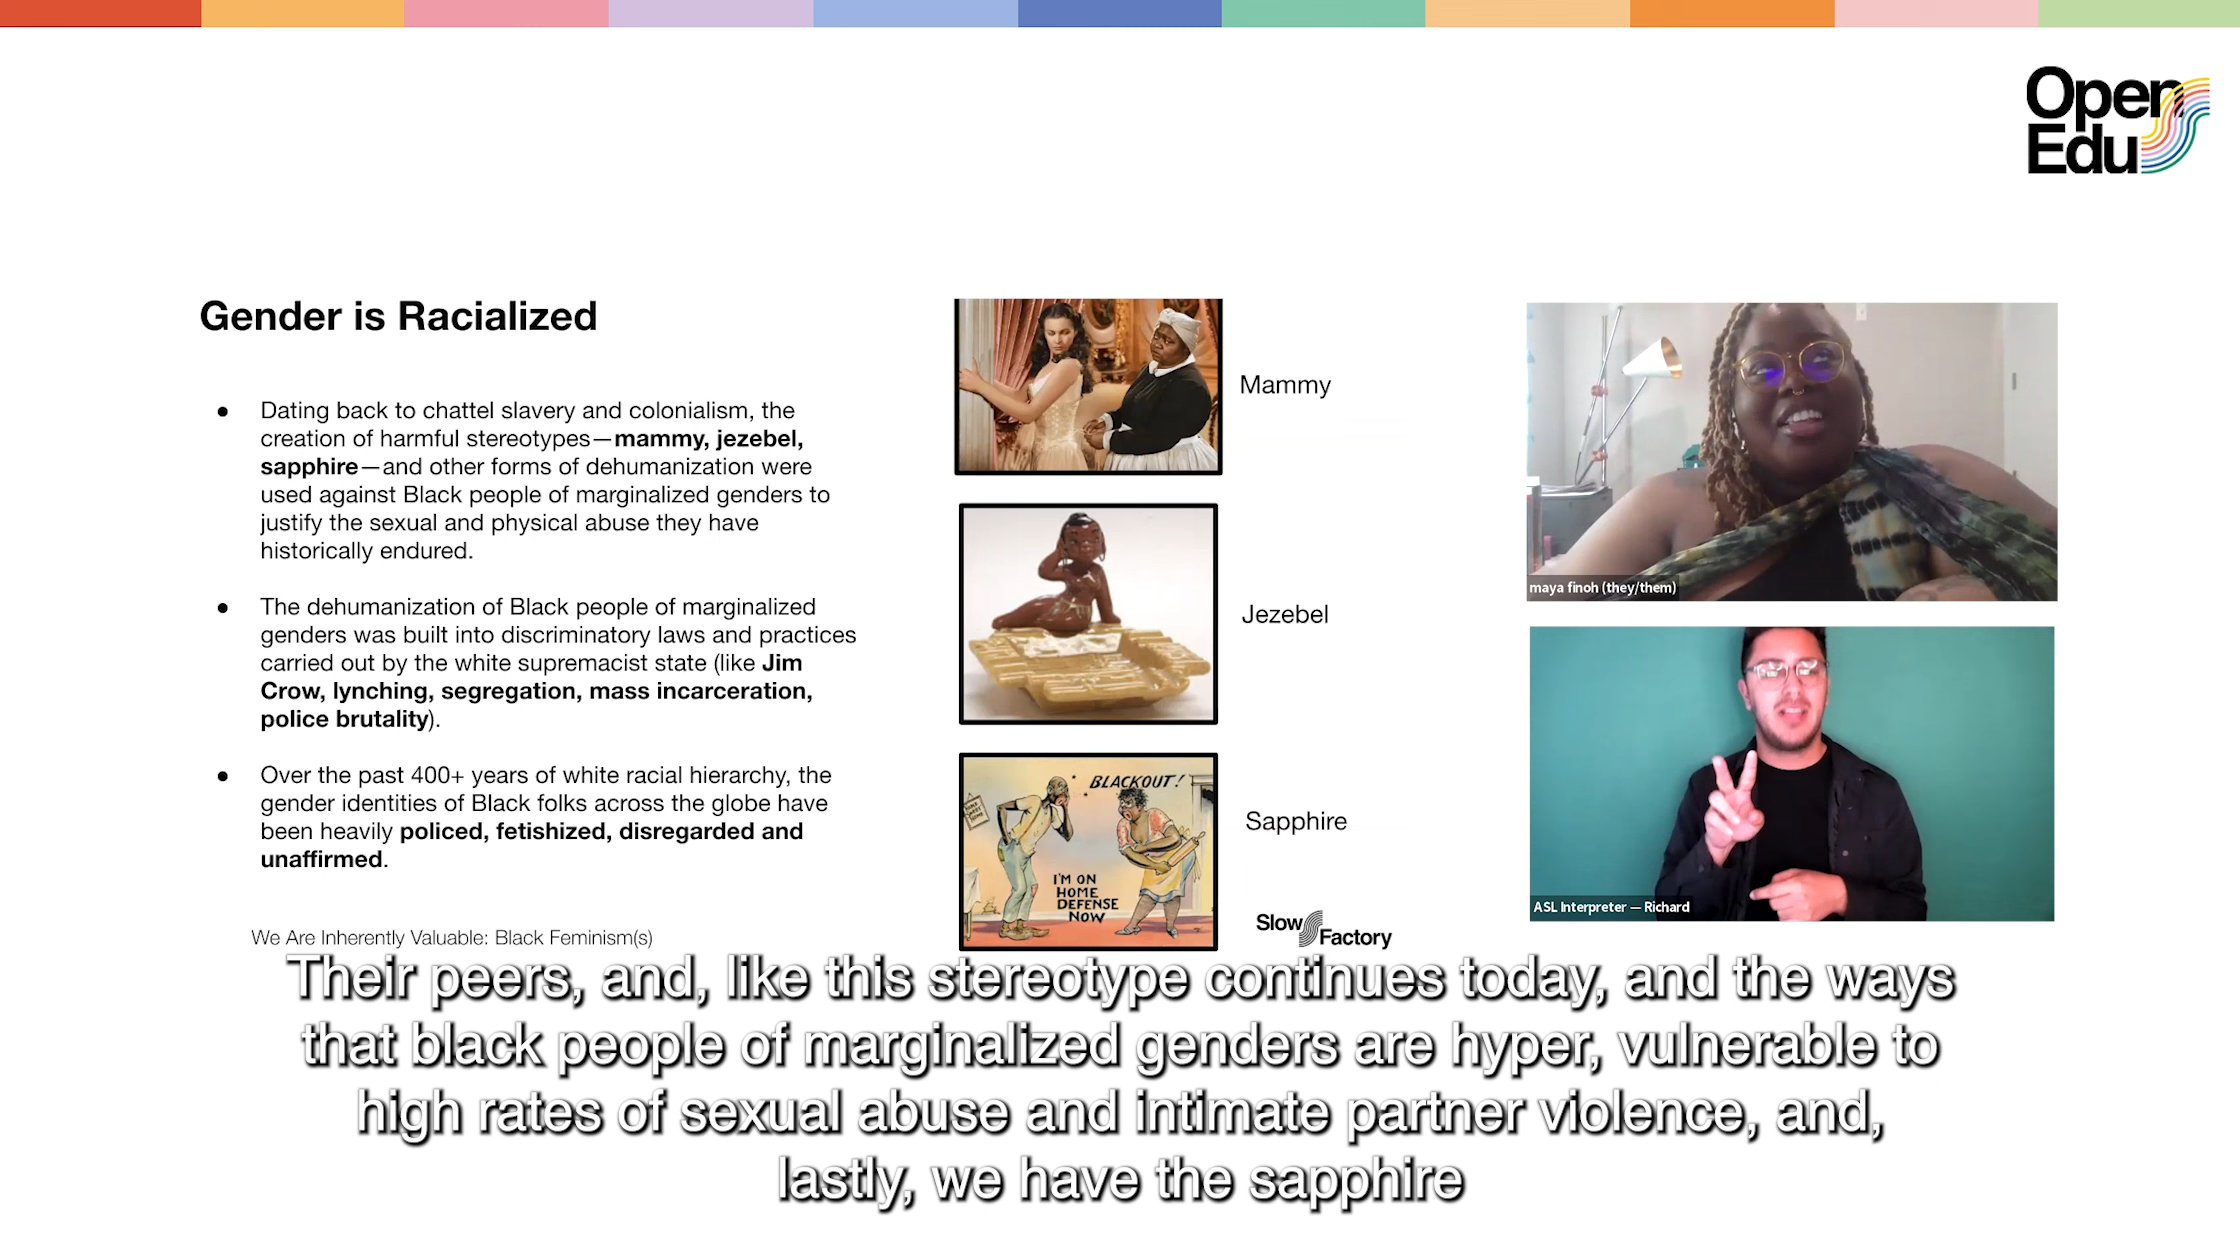 Open
Edu
Gender is Racialized
● Dating back to chattel slavery and colonialism, the
creation of harmful stereotypes—mammy, jezebel,
sapphire—and other forms of dehumanization were
used against Black people of marginalized genders to
justify the sexual and physical abuse they have
historically endured.
● The dehumanization of Black people of marginalized
genders was built into discriminatory laws and practices
carried out by the white supremacist state (like Jim
Crow, lynching, segregation, mass incarceration,
police brutality).
● Over the past 400+ years of white racial hierarchy, the
gender identities of Black folks across the globe have
been heavily policed, fetishized, disregarded and
unaffirmed.
We Are Inherently Valuable: Black Feminism(s)
Mammy
Jezebel
BLACKOUT!
I'M ON
HOME
DEFENSE
NOW
Sapphire
Slow
Factory
maya finoh (they/them)
ASL Interpreter — Richard
Their peers, and, like this stereotype continues today, and the ways
that black people of marginalized genders are hyper, vulnerable to
high rates of sexual abuse and intimate partner violence, and,
lastly, we have the sapphire